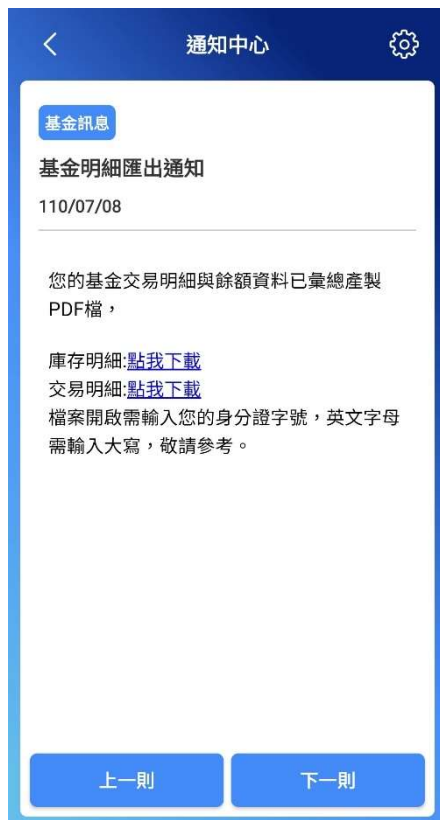 通知中心
基金訊息
基金明細匯出通知
110/07/08
您的基金交易明細與餘額資料已彙總產製
PDF檔，
庫存明細:點我下載
交易明細:點我下載
檔案開啟需輸入您的身分證字號，英文字母
需輸入大寫，敬請參考。
上一則
下一則